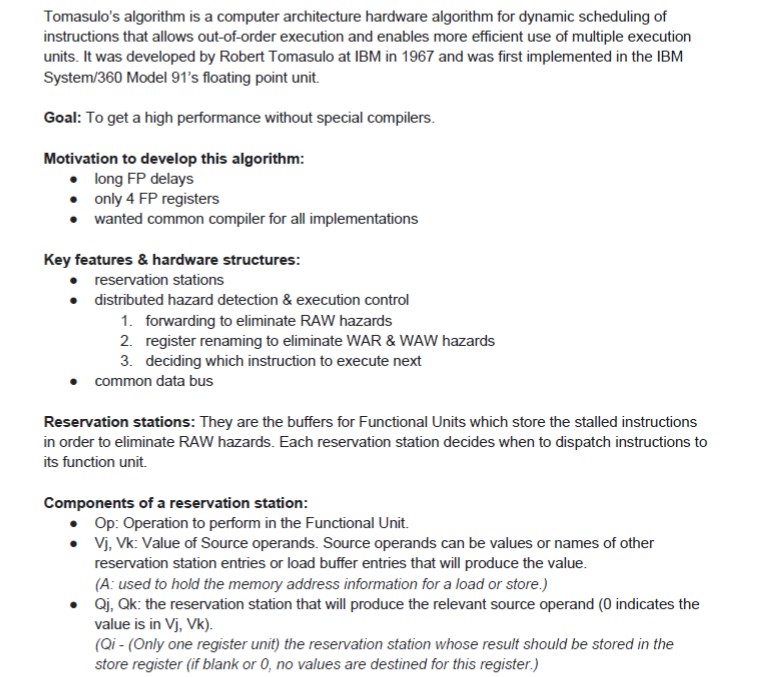 Tomasulo's algorithm is a computer architecture hardware algorithm for dynamic scheduling of
instructions that allows out-of-order execution and enables more efficient use of multiple execution
units. It was developed by Robert Tomasulo at IBM in 1967 and was first implemented in the IBM
System/360 Model 91's floating point unit.
Goal: To get a high performance without special compilers.
Motivation to develop this algorithm:
● long FP delays
● only 4 FP registers
● wanted common compiler for all implementations
Key features & hardware structures:
● reservation stations
● distributed hazard detection & execution control
1. forwarding to eliminate RAW hazards
2. register renaming to eliminate WAR & WAW hazards
3. deciding which instruction to execute next
● common data bus
Reservation stations: They are the buffers for Functional Units which store the stalled instructions
in order to eliminate RAW hazards. Each reservation station decides when to dispatch instructions to
its function unit.
Components of a reservation station:
● Op: Operation to perform in the Functional Unit.
● Vj, Vk: Value of Source operands. Source operands can be values or names of other
reservation station entries or load buffer entries that will produce the value.
(A: used to hold the memory address information for a load or store.)
● Qj, Qk: the reservation station that will produce the relevant source operand (0 indicates the
value is in Vj, Vk).
(Qi - (Only one register unit) the reservation station whose result should be stored in the
store register (if blank or 0, no values are destined for this register.)